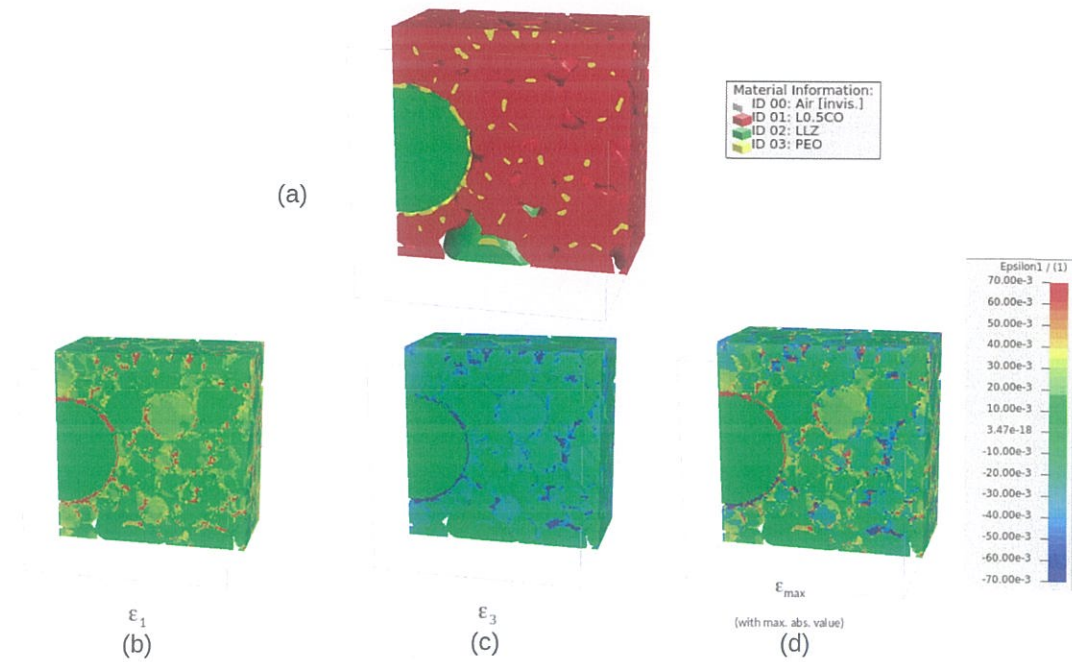 Material Information:
ID 00: Air [invis.]
ID 01: L0.5CO
ID 02: LLZ
ID 03: PEO
(a)
Epsilon1 / (1)
70.00e-3
60.00e-3
50.00e-3
40.00e-3
30.00e-3
20.00e-3
10.00e-3
3.47e-18
-10.00e-3
-20.00e-3
-30.00e-3
-40.00e-3
-50.00e-3
-60.00e-3
-70.00e-3
ε1
ε3
εmax
(with max. abs. value)
(b)
(c)
(d)